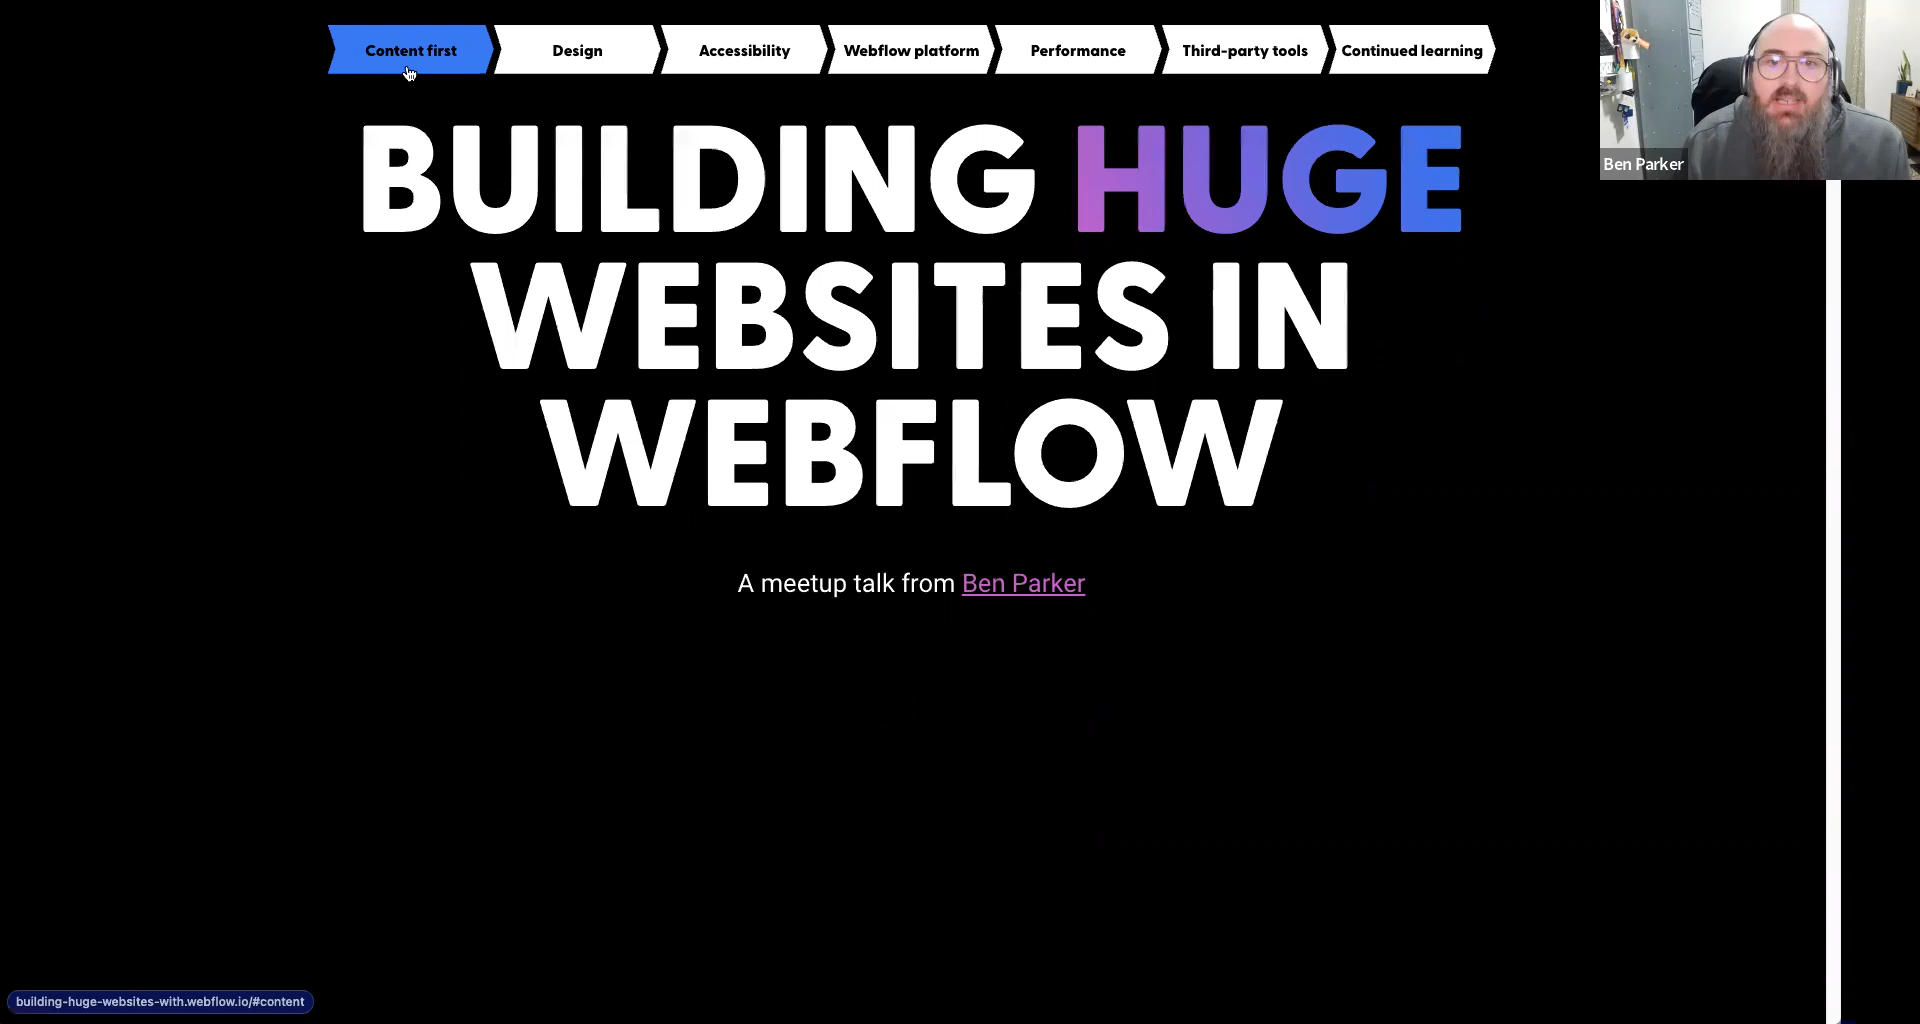 Content first
Design
Accessibility
Webflow platform
Performance
Third-party tools
Continued learning
BUILDING HUGE
WEBSITES IN
WEBFLOW
A meetup talk from Ben Parker
Ben Parker
building-huge-websites-with.webflow.io/#content